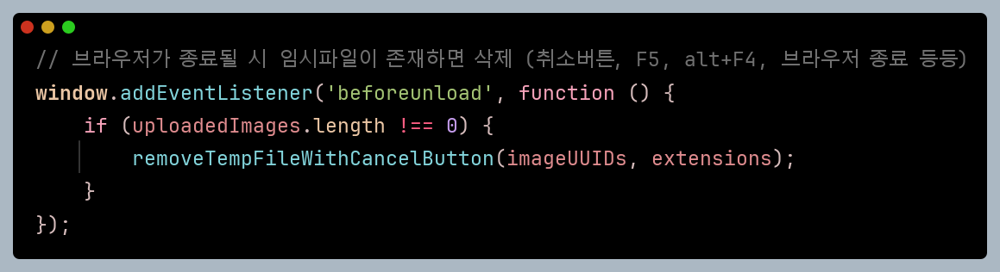 // 브라우저가 종료될 시 임시파일이 존재하면 삭제 (취소버튼, F5, alt+F4, 브라우저 종료 등등)
window.addEventListener('beforeunload', function () {
    if (uploadedImages.length !== 0) {
        removeTempFileWithCancelButton(imageUUIDs, extensions);
    }
});